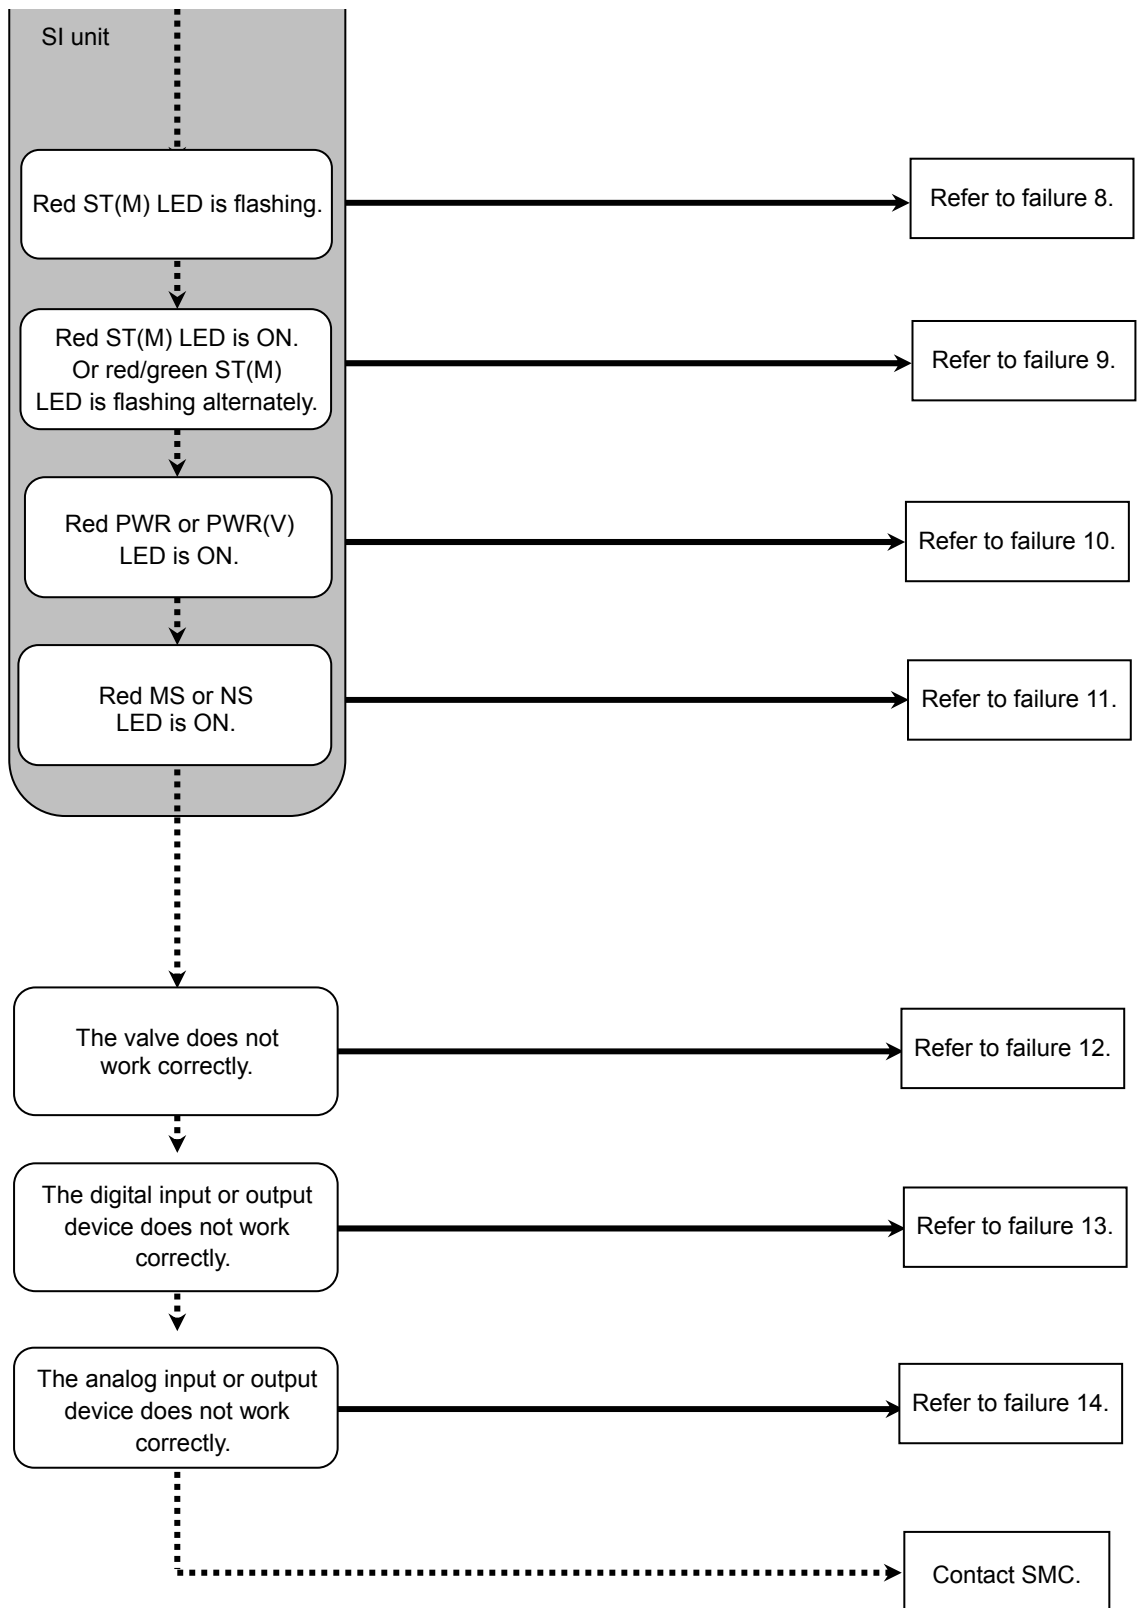 SI unit
Red ST(M) LED is flashing.
Refer to failure 8.
Red ST(M) LED is ON.
Or red/green ST(M)
LED is flashing alternately.
Refer to failure 9.
Red PWR or PWR(V)
LED is ON.
Refer to failure 10.
Red MS or NS
LED is ON.
Refer to failure 11.
The valve does not
work correctly.
Refer to failure 12.
The digital input or output
device does not work
correctly.
Refer to failure 13.
The analog input or output
device does not work
correctly.
Refer to failure 14.
Contact SMC.